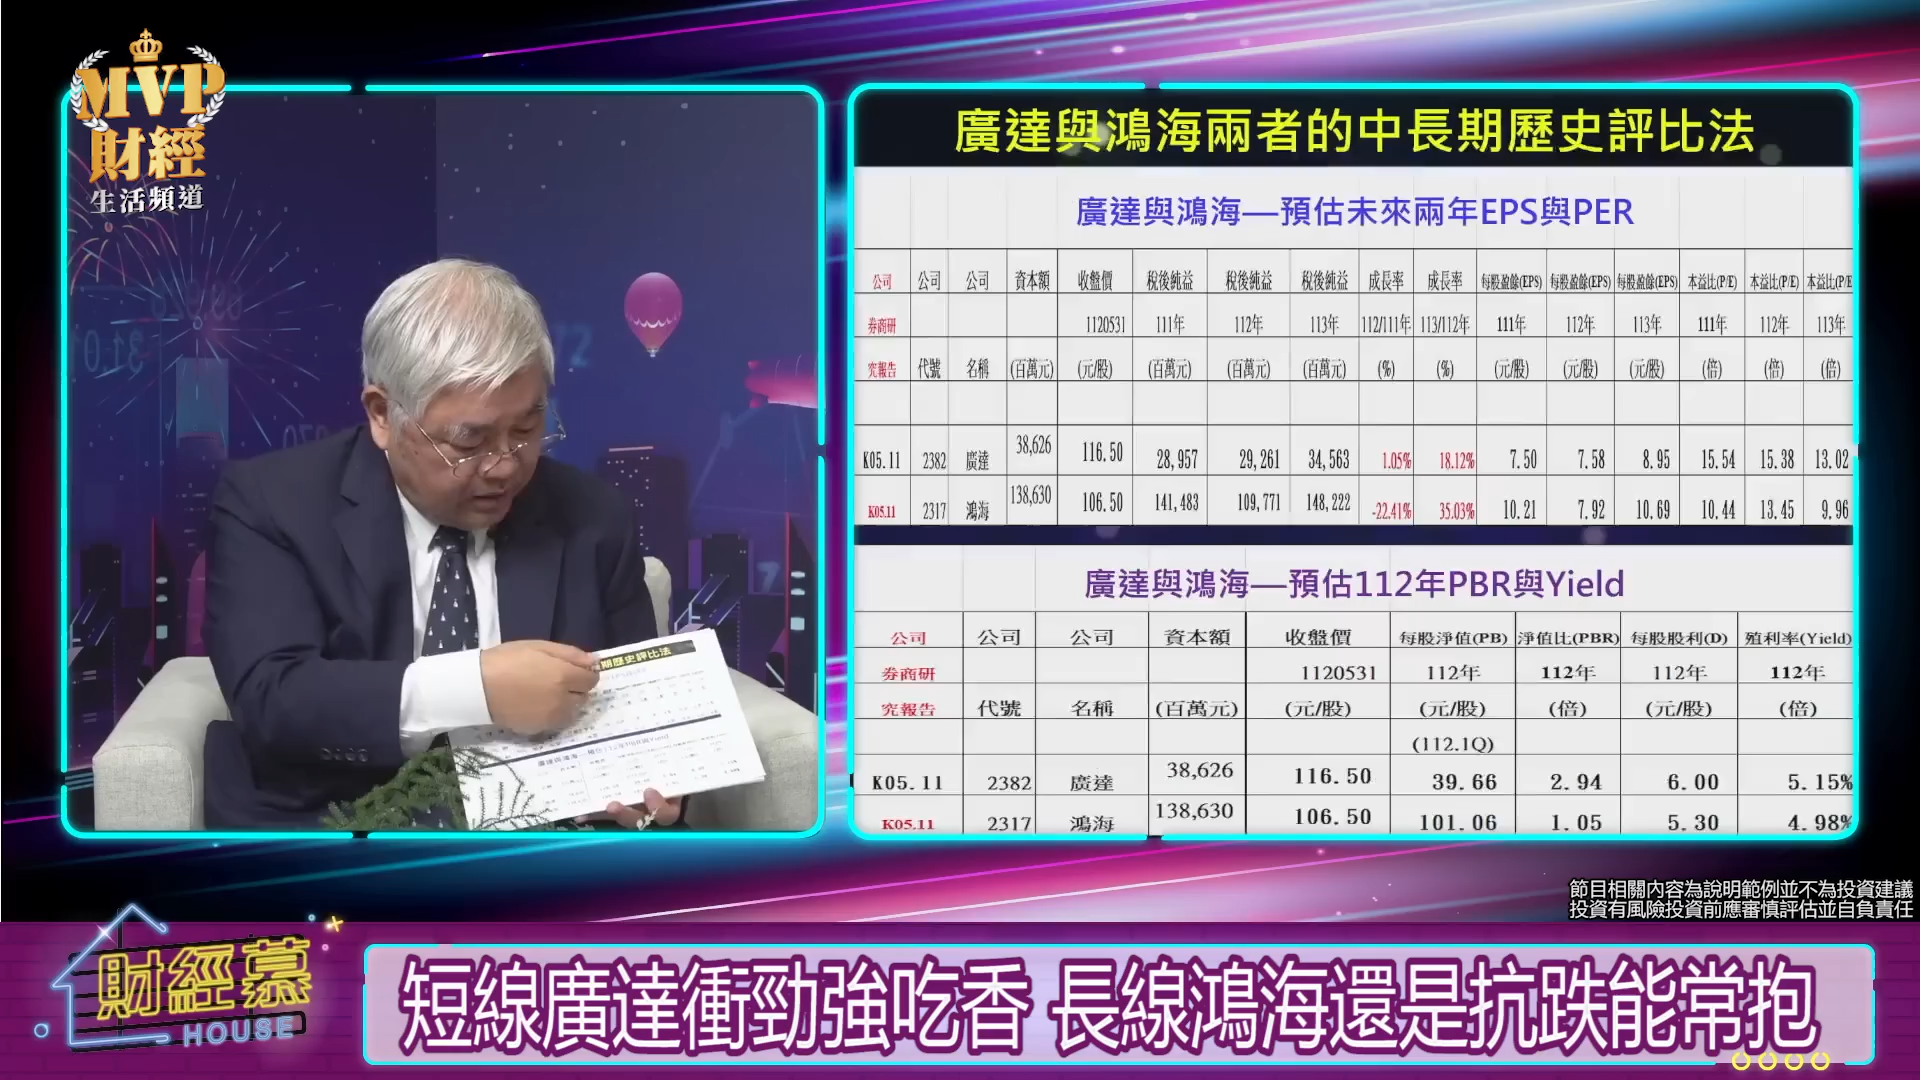 MVP
財經
生活頻道
廣達與鴻海兩者的中長期歷史評比法
廣達與鴻海—預估未來兩年EPS與PER
公司 公司 公司 資本額 收盤價 稅後純益 稅後純益 稅後純益 成長率 成長率 每股盈餘(EPS) 每股盈餘(EPS) 每股盈餘(EPS) 本益比(P/E) 本益比(P/E) 本益比(P/E
券商研 1120531 111年 112年 113年 112/111年 113/112年 111年 112年 113年 111年 112年 113年
究報告 代號 名稱 (百萬元) (元/股) (百萬元) (百萬元) (百萬元) (%) (%) (元/股) (元/股) (元/股) (倍) (倍) (倍)
K05.11 2382 廣達 38,626 116.50 28,957 29,261 34,563 1.05% 18.12% 7.50 7.58 8.95 15.54 15.38 13.02
K05.11 2317 鴻海 138,630 106.50 141,483 109,771 148,222 -22.41% 35.03% 10.21 7.92 10.69 10.44 13.45 9.96
廣達與鴻海—預估112年PBR與Yield
公司 公司 公司 資本額 收盤價 每股淨值(PB) 淨值比(PBR) 每股股利(D) 殖利率(Yield)
券商研 1120531 112年 112年 112年 112年
究報告 代號 名稱 (百萬元) (元/股) (元/股) (倍) (元/股) (倍)
(112.1Q)
K05.11 2382 廣達 38,626 116.50 39.66 2.94 6.00 5.15%
K05.11 2317 鴻海 138,630 106.50 101.06 1.05 5.30 4.98%
期歷史評比法
節目相關內容為說明範例並不為投資建議
投資有風險投資前應審慎評估並自負責任
財經慕
HOUSE
短線廣達衝勁強吃香 長線鴻海還是抗跌能常抱